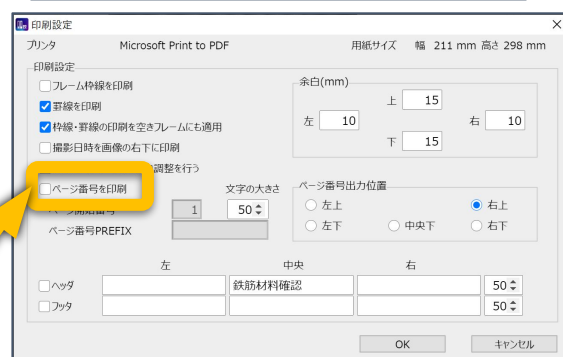 印刷設定
プリンタ Microsoft Print to PDF 用紙サイズ 幅 211 mm 高さ 298 mm
印刷設定
フレーム枠線を印刷
罫線を印刷
枠線・罫線の印刷を空きフレームにも適用
撮影日時を画像の右下に印刷
調整を行う
余白(mm)
上 15
左 10 右 10
下 15
ページ番号を印刷 文字の大きさ
1 50
ページ番号PREFIX
ページ番号出力位置
左上 右上
左下 中央下 右下
左 中央 右
ヘッダ 鉄筋材料確認 50
フッタ 50
OK キャンセル